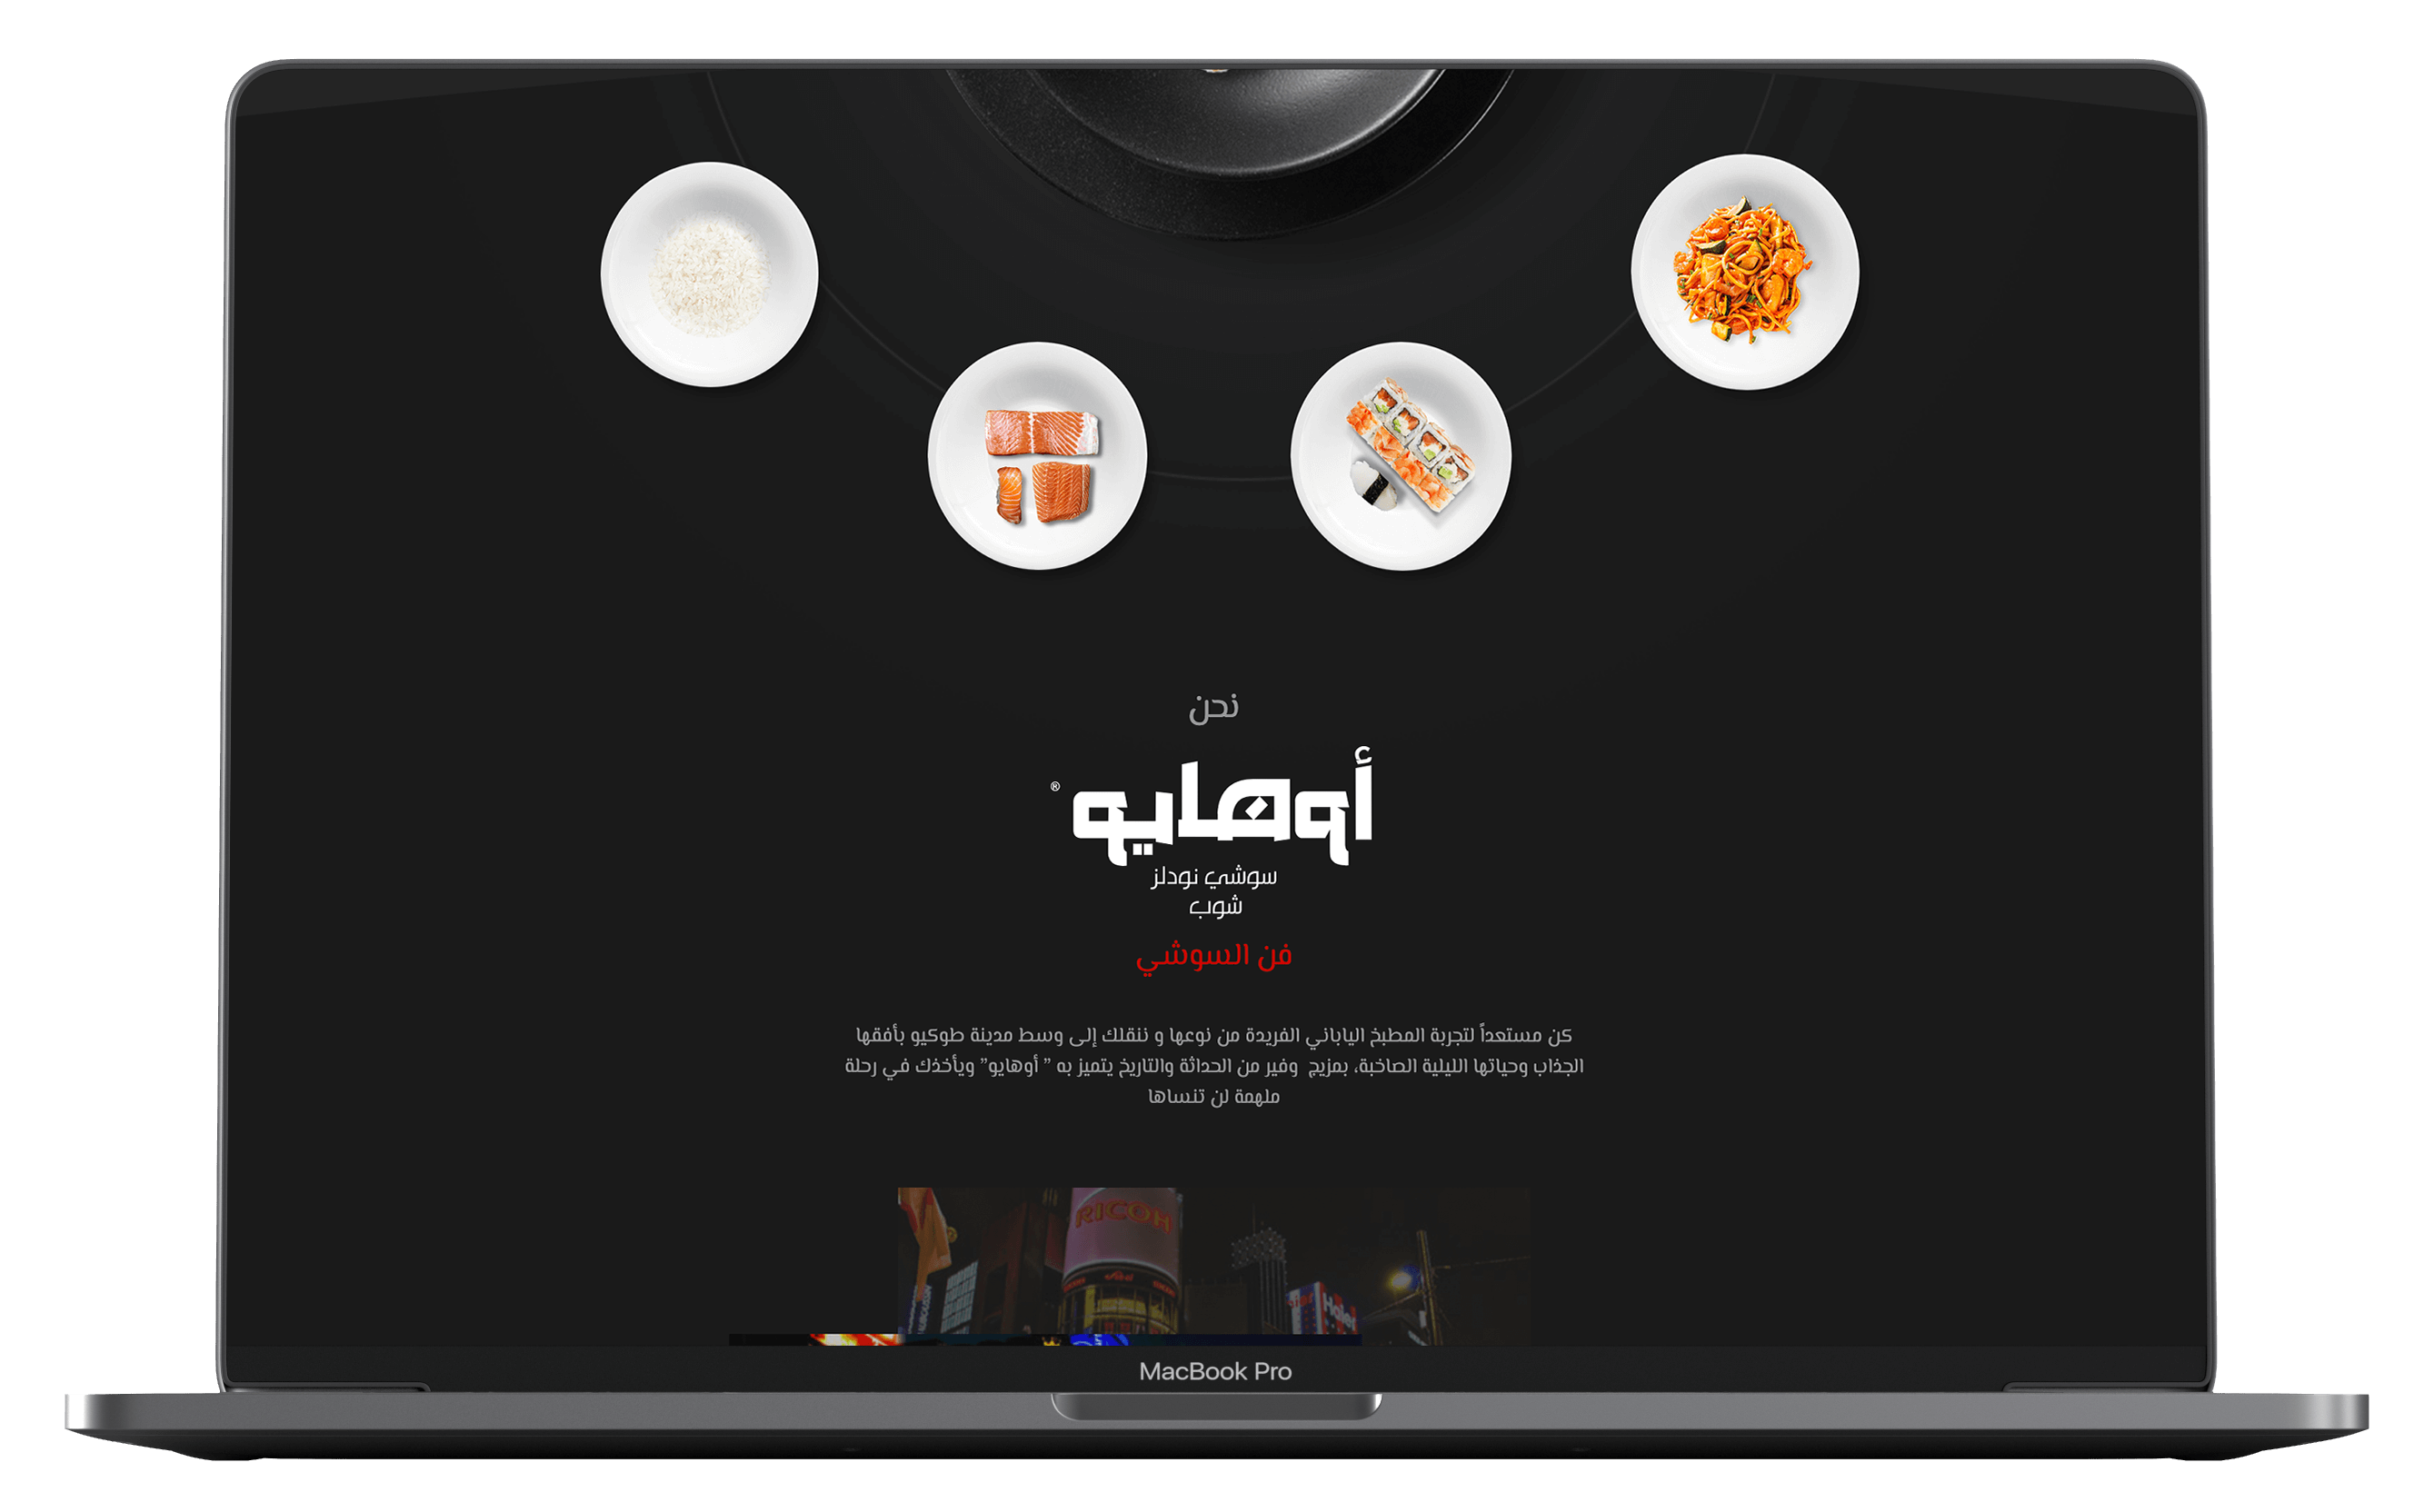 نحن
أوهايو
®
سوشي نودلز
شوب
فن السوشي
كن مستعداً لتجربة المطبخ الياباني الفريدة من نوعها و ننقلك إلى وسط مدينة طوكيو بأفقها
الجذاب وحياتها الليلية الصاخبة، بمزيج وفير من الحداثة والتاريخ يتميز به " أوهايو" ويأخذك في رحلة
ملهمة لن تنساها
RICOH
Haier
MacBook Pro